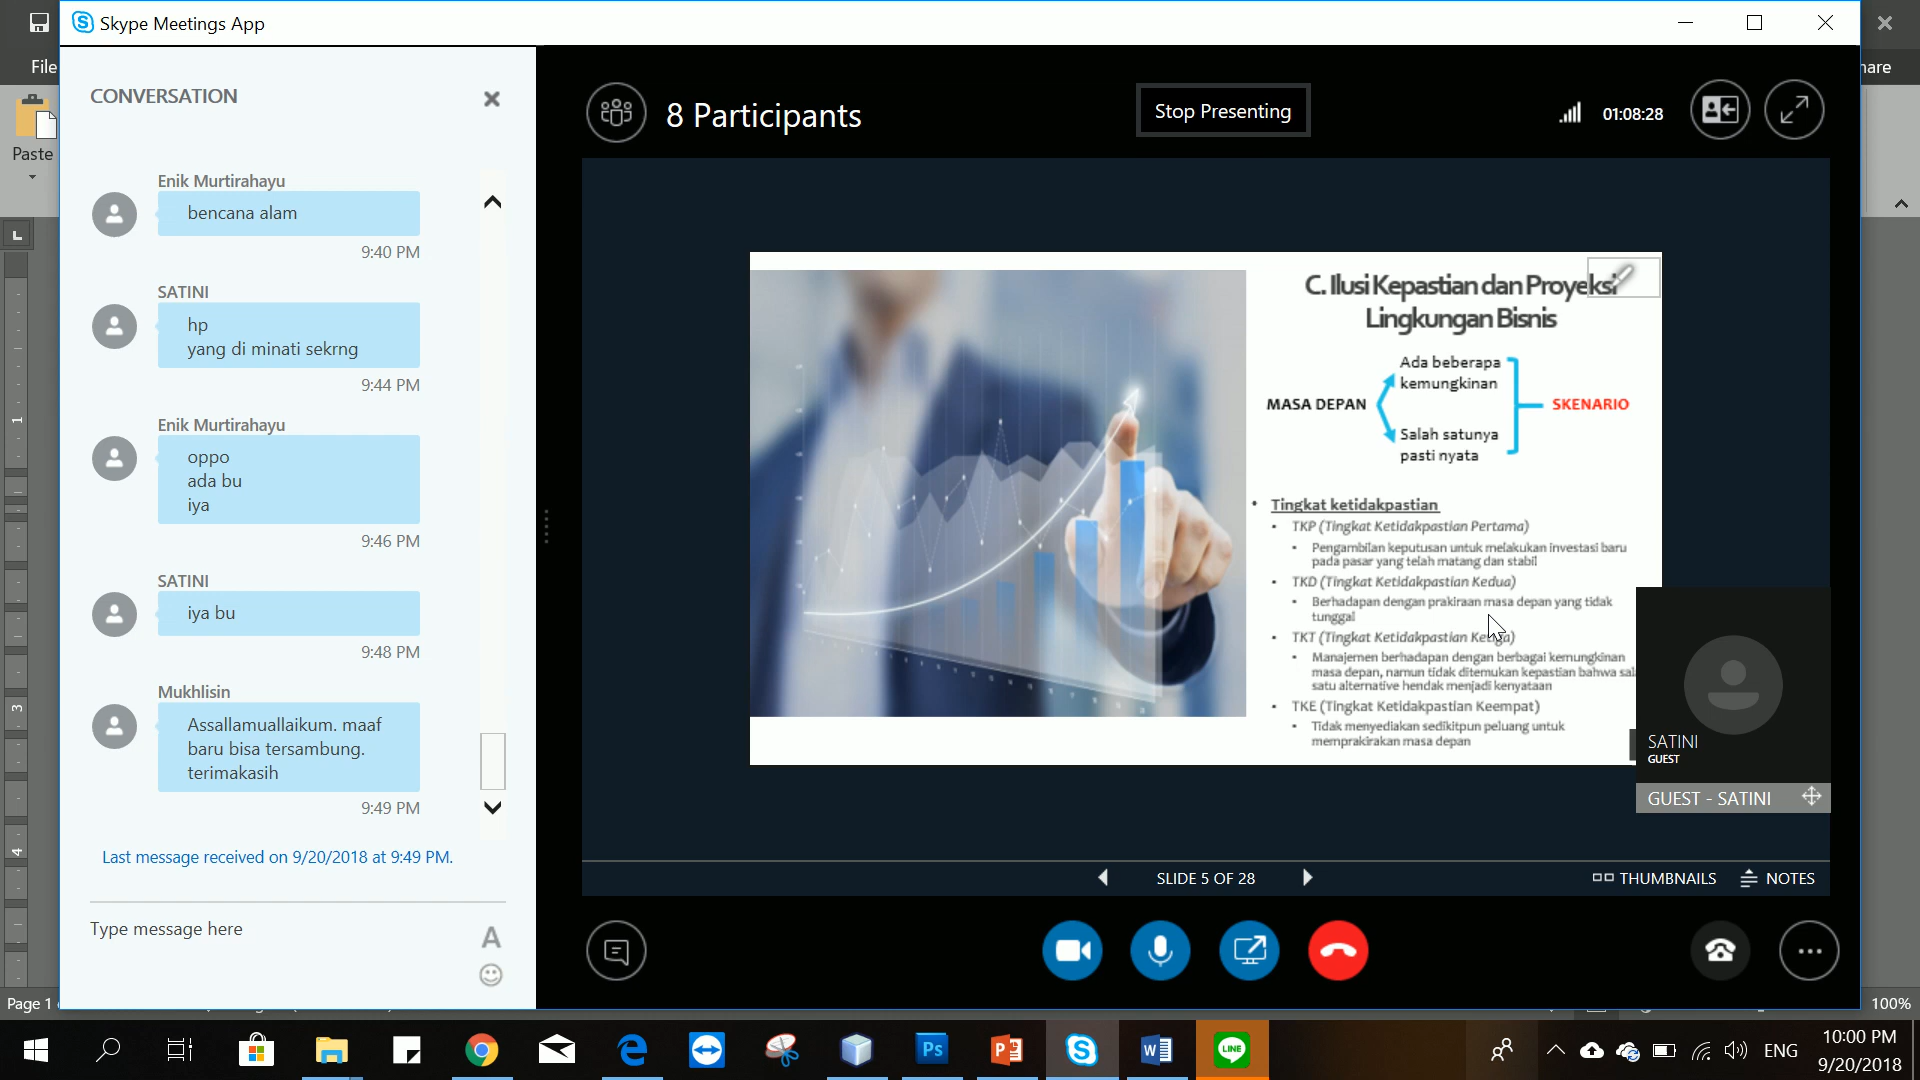 Skype Meetings App
File
hare
Paste
CONVERSATION
Enik Murtirahayu
bencana alam
9:40 PM
SATINI
hp
yang di minati sekrng
9:44 PM
Enik Murtirahayu
oppo
ada bu
iya
9:46 PM
SATINI
iya bu
9:48 PM
Mukhlisin
Assallamuallaikum. maaf
baru bisa tersambung.
terimakasih
9:49 PM
Last message received on 9/20/2018 at 9:49 PM.
Type message here
A
8 Participants
Stop Presenting
01:08:28
C. Ilusi Kepastian dan Proyeksi
Lingkungan Bisnis
MASA DEPAN
Ada beberapa
kemungkinan
Salah satunya
pasti nyata
SKENARIO
• Tingkat ketidakpastian
• TKP (Tingkat Ketidakpastian Pertama)
• Pengambilan keputusan untuk melakukan investasi baru
pada pasar yang telah matang dan stabil
• TKD (Tingkat Ketidakpastian Kedua)
• Berhadapan dengan prakiraan masa depan yang tidak
tunggal
• TKT (Tingkat Ketidakpastian Ketiga)
• Manajemen berhadapan dengan berbagai kemungkinan
masa depan, namun tidak ditemukan kepastian bahwa sal
satu alternative hendak menjadi kenyataan
• TKE (Tingkat Ketidakpastian Keempat)
• Tidak menyediakan sedikitpun peluang untuk
memprakirakan masa depan
SATINI
GUEST
GUEST - SATINI
SLIDE 5 OF 28
THUMBNAILS
NOTES
Page 1
100%
Ps
LINE
ENG
10:00 PM
9/20/2018